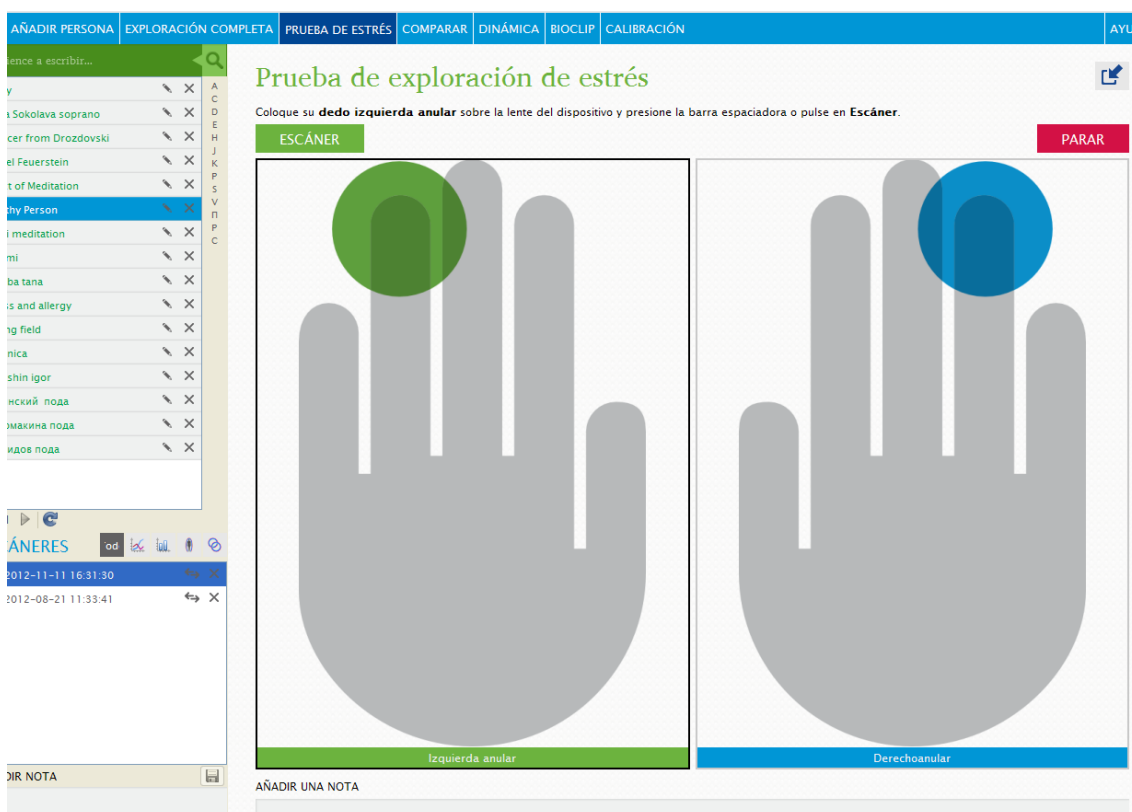 AÑADIR PERSONA EXPLORACIÓN COMPLETA PRUEBA DE ESTRÉS COMPARAR DINÁMICA BIOCLIP CALIBRACIÓN AYU
ience a escribir...
y
a Sokolava soprano
cer from Drozdovski
el Feuerstein
t of Meditation
thy Person
i meditation
mi
ba tana
ss and allergy
ng field
nica
shin igor
нский пода
омакина пода
идов пода
A
C
D
E
H
J
K
P
S
V
П
Р
С
ÁNERES
od
2012-11-11 16:31:30
2012-08-21 11:33:41
DIR NOTA
Prueba de exploración de estrés
Coloque su dedo izquierda anular sobre la lente del dispositivo y presione la barra espaciadora o pulse en Escáner.
ESCÁNER PARAR
Izquierda anular Derechoanular
AÑADIR UNA NOTA